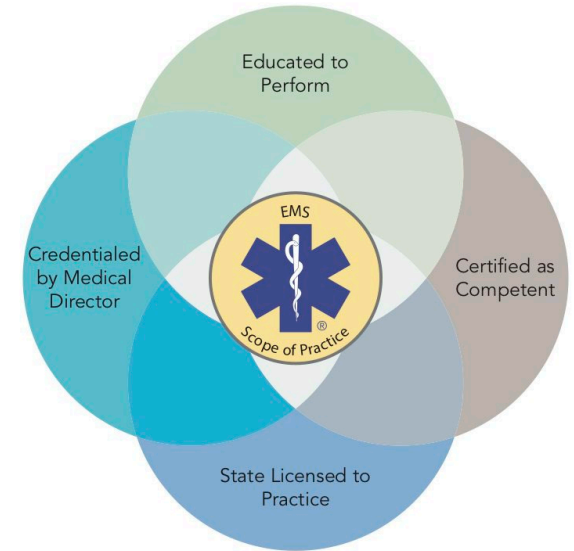 Educated to
Perform
Credentialed
by Medical
Director
EMS
Scope of Practice
®
Certified as
Competent
State Licensed to
Practice